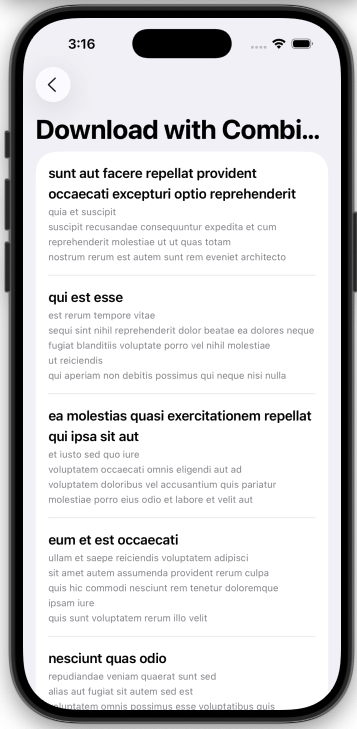 3:16
Download with Combi...
sunt aut facere repellat provident
occaecati excepturi optio reprehenderit
quia et suscipit
suscipit recusandae consequuntur expedita et cum
reprehenderit molestiae ut ut quas totam
nostrum rerum est autem sunt rem eveniet architecto
qui est esse
est rerum tempore vitae
sequi sint nihil reprehenderit dolor beatae ea dolores neque
fugiat blanditiis voluptate porro vel nihil molestiae
ut reiciendis
qui aperiam non debitis possimus qui neque nisi nulla
ea molestias quasi exercitationem repellat
qui ipsa sit aut
et iusto sed quo iure
voluptatem occaecati omnis eligendi aut ad
voluptatem doloribus vel accusantium quis pariatur
molestiae porro eius odio et labore et velit aut
eum et est occaecati
ullam et saepe reiciendis voluptatem adipisci
sit amet autem assumenda provident rerum culpa
quis hic commodi nesciunt rem tenetur doloremque
ipsam iure
quis sunt voluptatem rerum illo velit
nesciunt quas odio
repudiandae veniam quaerat sunt sed
alias aut fugiat sit autem sed est
voluptatem omnis possimus esse voluptatibus quis